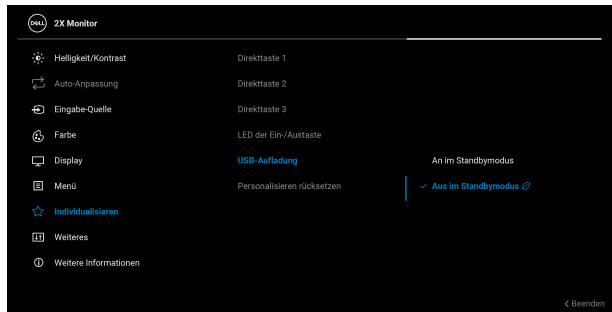 DELL
2X Monitor
Helligkeit/Kontrast
Auto-Anpassung
Eingabe-Quelle
Farbe
Display
Menü
Individualisieren
Weiteres
Weitere Informationen
Direkttaste 1
Direkttaste 2
Direkttaste 3
LED der Ein-/Austaste
USB-Aufladung
Personalisieren rücksetzen
An im Standbymodus
Aus im Standbymodus
Beenden